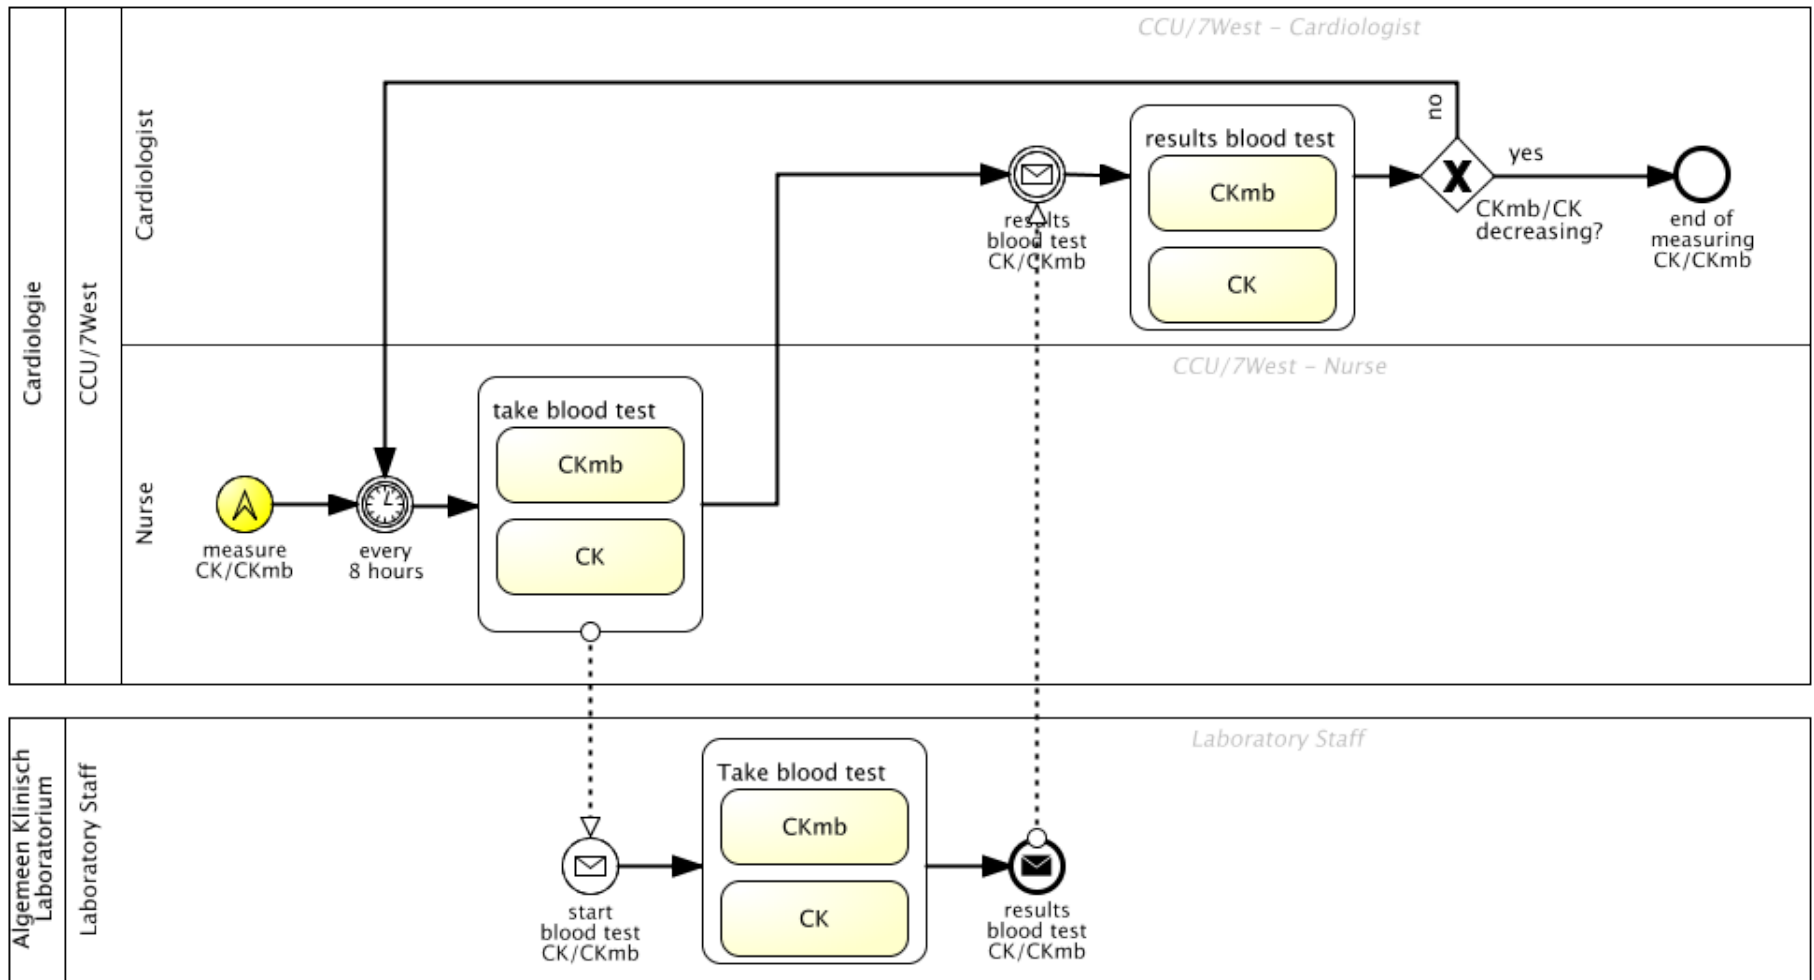 CCU/7West – Cardiologist
Cardiologie
CCU/7West
Cardiologist
no
results blood test
CKmb
CK
yes
CKmb/CK
decreasing?
end of
measuring
CK/CKmb
results
blood test
CK/CKmb
CCU/7West – Nurse
Nurse
measure
CK/CKmb
every
8 hours
take blood test
CKmb
CK
Laboratory Staff
Algemeen Klinisch
Laboratorium
Laboratory Staff
start
blood test
CK/CKmb
Take blood test
CKmb
CK
results
blood test
CK/CKmb